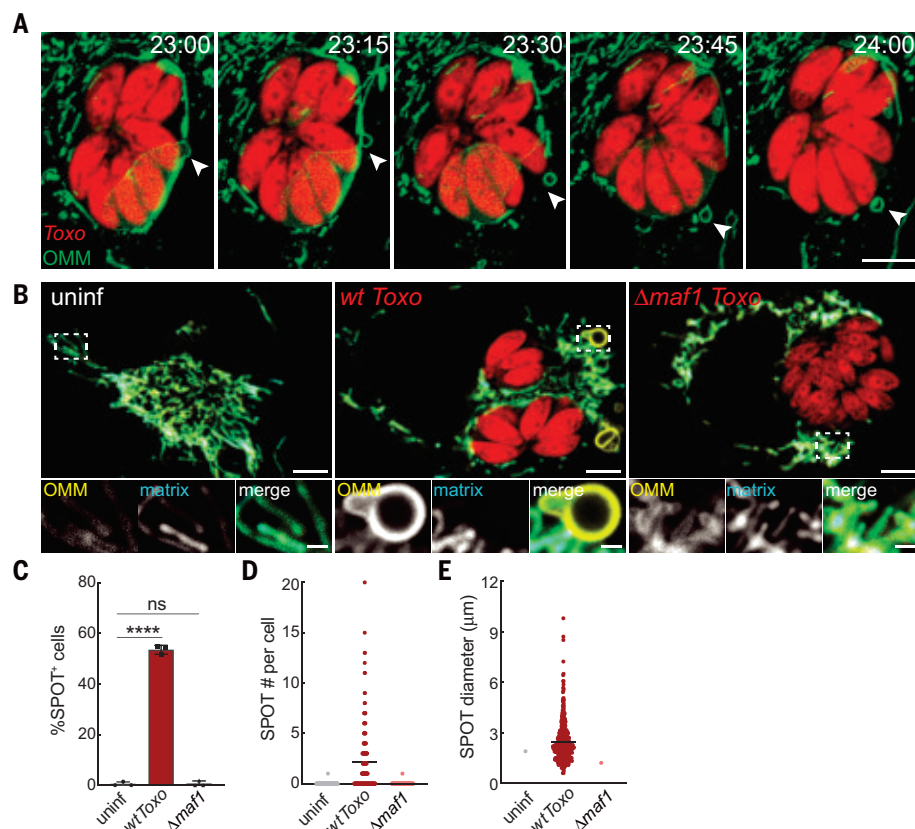 A
23:00 23:15 23:30 23:45 24:00
Toxo
OMM
B
uninf wt Toxo Δmaf1 Toxo
OMM matrix merge OMM matrix merge OMM matrix merge
C D E
%SPOT+ cells
80
60
40
20
0
ns
****
uninf wt Toxo Δmaf1
SPOT # per cell
20
15
10
5
0
uninf wt Toxo Δmaf1
SPOT diameter (μm)
12
9
6
3
0
uninf wt Toxo Δmaf1